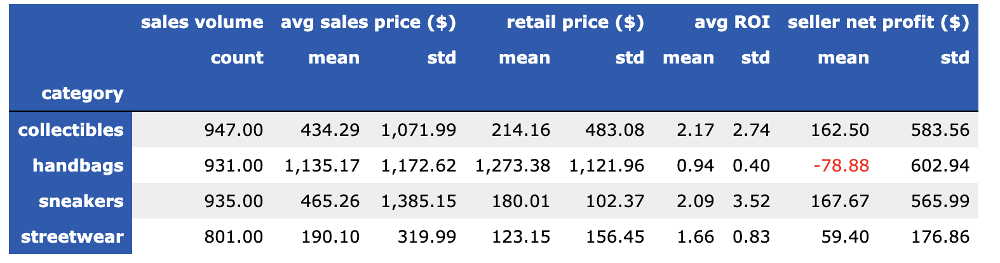 sales volume avg sales price ($) retail price ($) avg ROI seller net profit ($)
count mean std mean std mean std mean std
category
collectibles 947.00 434.29 1,071.99 214.16 483.08 2.17 2.74 162.50 583.56
handbags 931.00 1,135.17 1,172.62 1,273.38 1,121.96 0.94 0.40 -78.88 602.94
sneakers 935.00 465.26 1,385.15 180.01 102.37 2.09 3.52 167.67 565.99
streetwear 801.00 190.10 319.99 123.15 156.45 1.66 0.83 59.40 176.86